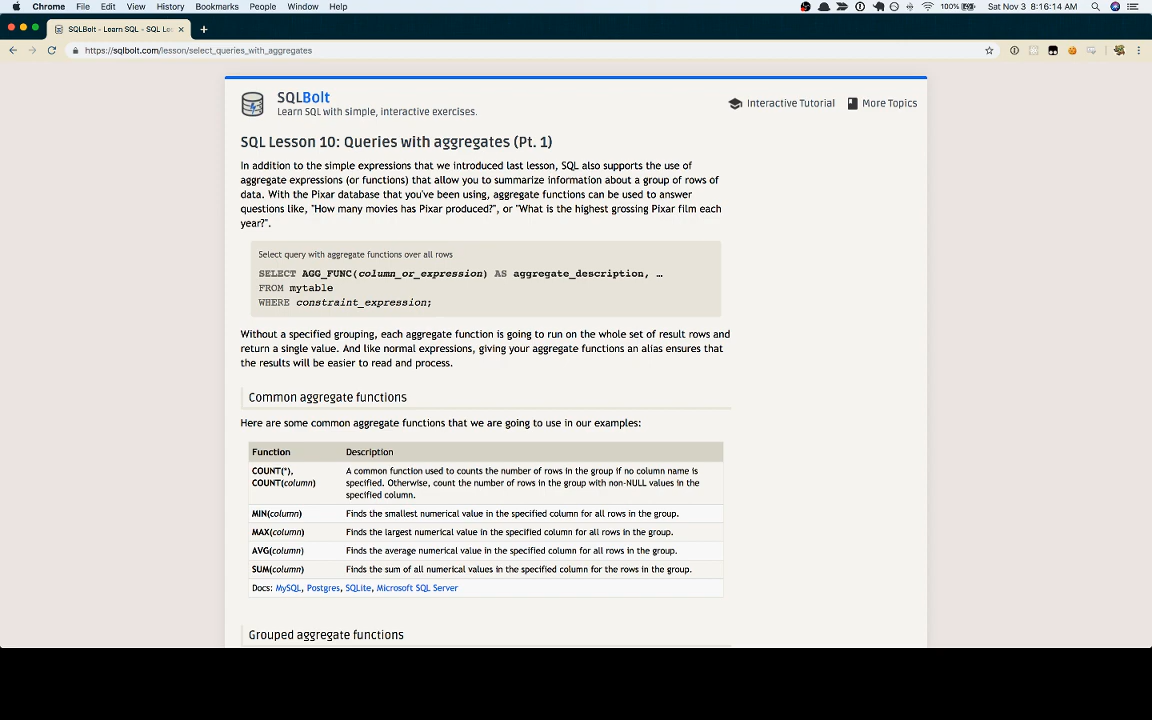 Chrome File Edit View History Bookmarks People Window Help 100% Sat Nov 3 8:16:14 AM
SQLBolt - Learn SQL - SQL Le
https://sqlbolt.com/lesson/select_queries_with_aggregates
SQLBolt
Learn SQL with simple, interactive exercises.
Interactive Tutorial More Topics
SQL Lesson 10: Queries with aggregates (Pt. 1)
In addition to the simple expressions that we introduced last lesson, SQL also supports the use of
aggregate expressions (or functions) that allow you to summarize information about a group of rows of
data. With the Pixar database that you've been using, aggregate functions can be used to answer
questions like, "How many movies has Pixar produced?", or "What is the highest grossing Pixar film each
year?".
Select query with aggregate functions over all rows
SELECT AGG_FUNC(column_or_expression) AS aggregate_description, …
FROM mytable
WHERE constraint_expression;
Without a specified grouping, each aggregate function is going to run on the whole set of result rows and
return a single value. And like normal expressions, giving your aggregate functions an alias ensures that
the results will be easier to read and process.
Common aggregate functions
Here are some common aggregate functions that we are going to use in our examples:
Function Description
COUNT(*), A common function used to counts the number of rows in the group if no column name is
COUNT(column) specified. Otherwise, count the number of rows in the group with non-NULL values in the
specified column.
MIN(column) Finds the smallest numerical value in the specified column for all rows in the group.
MAX(column) Finds the largest numerical value in the specified column for all rows in the group.
AVG(column) Finds the average numerical value in the specified column for all rows in the group.
SUM(column) Finds the sum of all numerical values in the specified column for the rows in the group.
Docs: MySQL, Postgres, SQLite, Microsoft SQL Server
Grouped aggregate functions